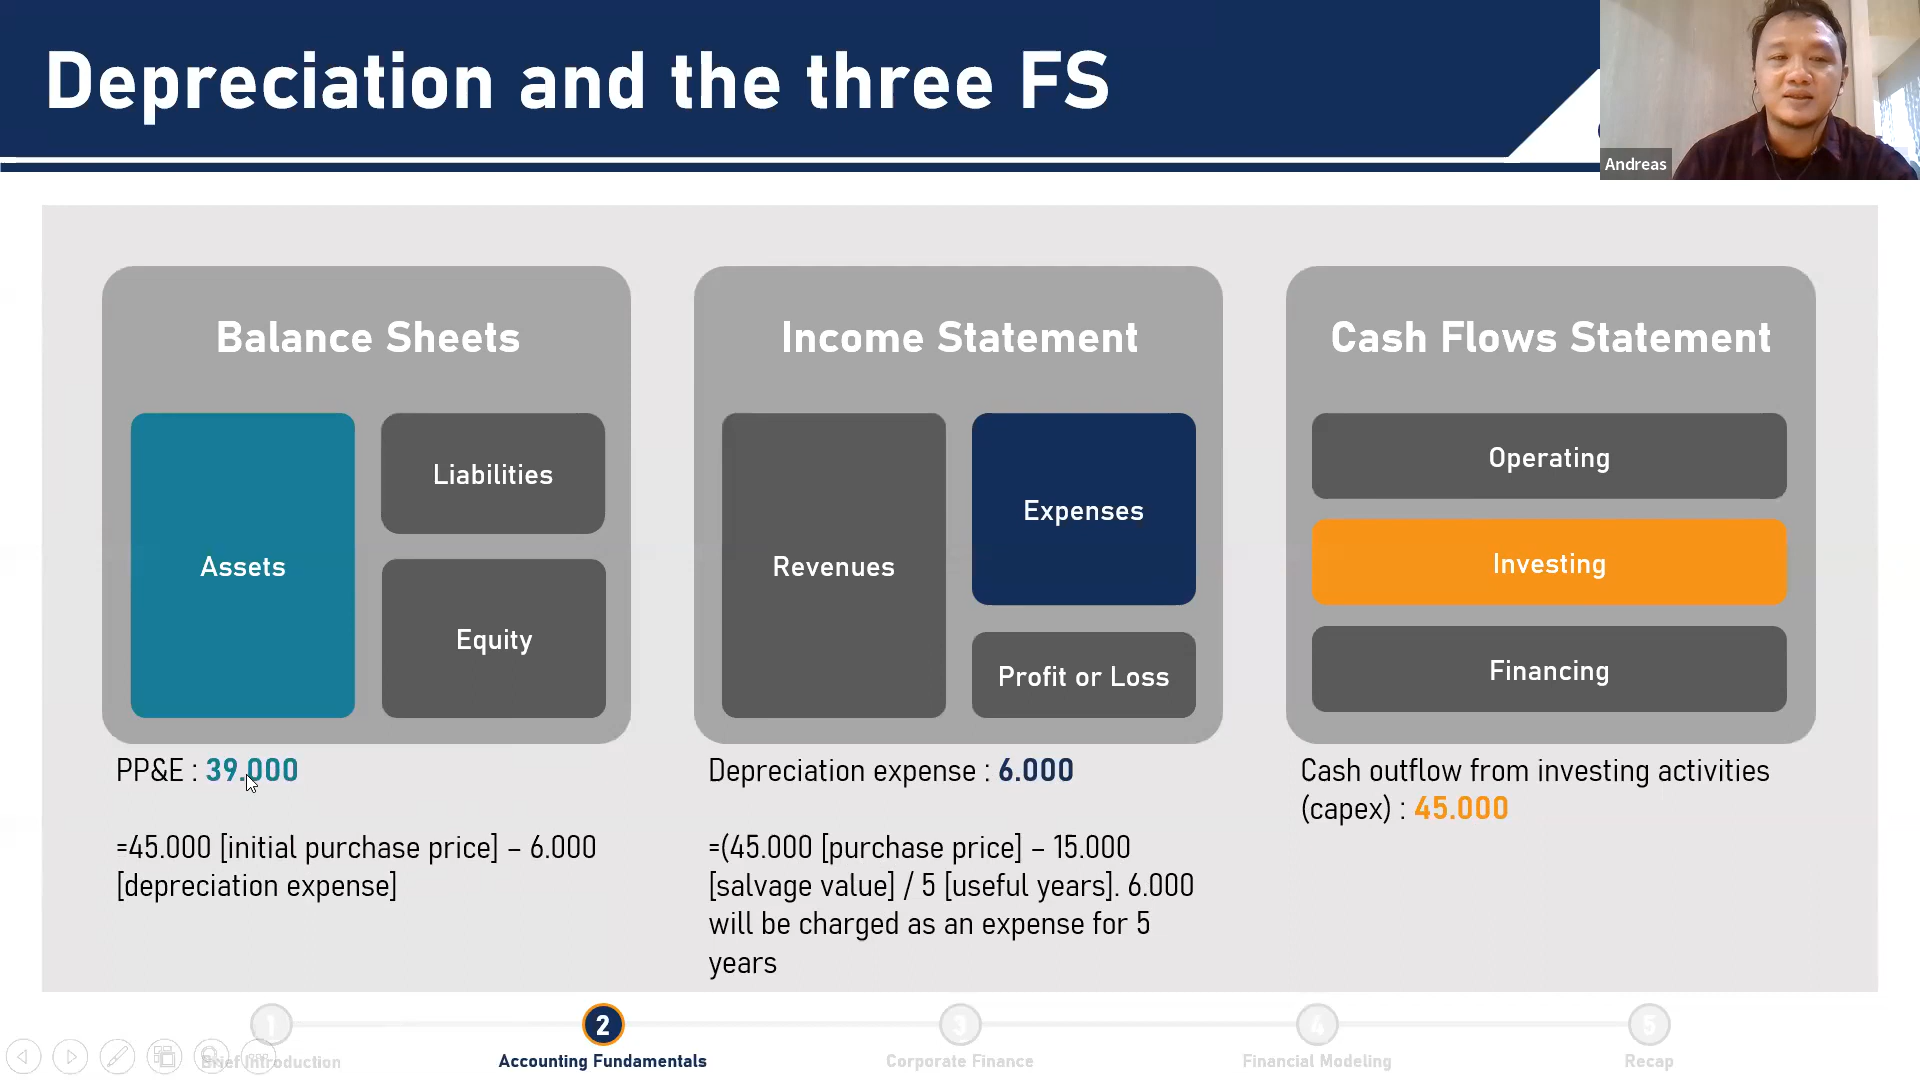 Depreciation and the three FS
Andreas
Balance Sheets
Assets
Liabilities
Equity
Income Statement
Revenues
Expenses
Profit or Loss
Cash Flows Statement
Operating
Investing
Financing
PP&E : 39.000
=45.000 [initial purchase price] – 6.000
[depreciation expense]
Depreciation expense : 6.000
=(45.000 [purchase price] – 15.000
[salvage value] / 5 [useful years]. 6.000
will be charged as an expense for 5
years
Cash outflow from investing activities
(capex) : 45.000
1
Brief Introduction
2
Accounting Fundamentals
3
Corporate Finance
4
Financial Modeling
5
Recap